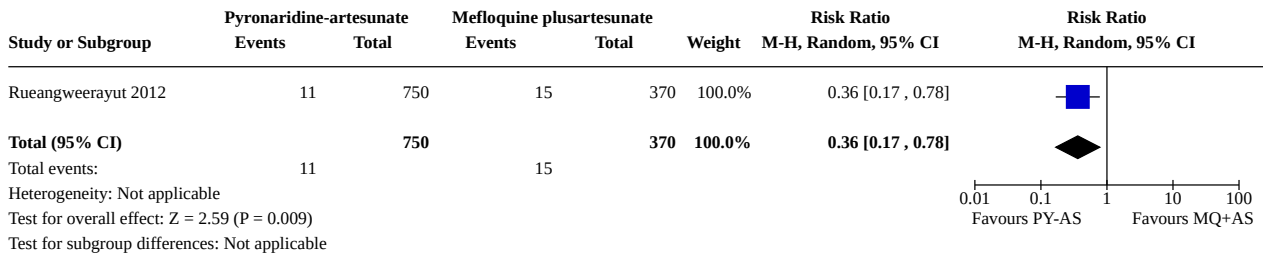 Pyronaridine-artesunate Mefloquine plusartesunate Risk Ratio Risk Ratio
Study or Subgroup Events Total Events Total Weight M-H, Random, 95% CI M-H, Random, 95% CI
Rueangweerayut 2012 11 750 15 370 100.0% 0.36 [0.17 , 0.78]
Total (95% CI) 750 370 100.0% 0.36 [0.17 , 0.78]
Total events: 11 15
Heterogeneity: Not applicable
0.01 0.1 1 10 100
Test for overall effect: Z = 2.59 (P = 0.009)
Favours PY-AS Favours MQ+AS
Test for subgroup differences: Not applicable